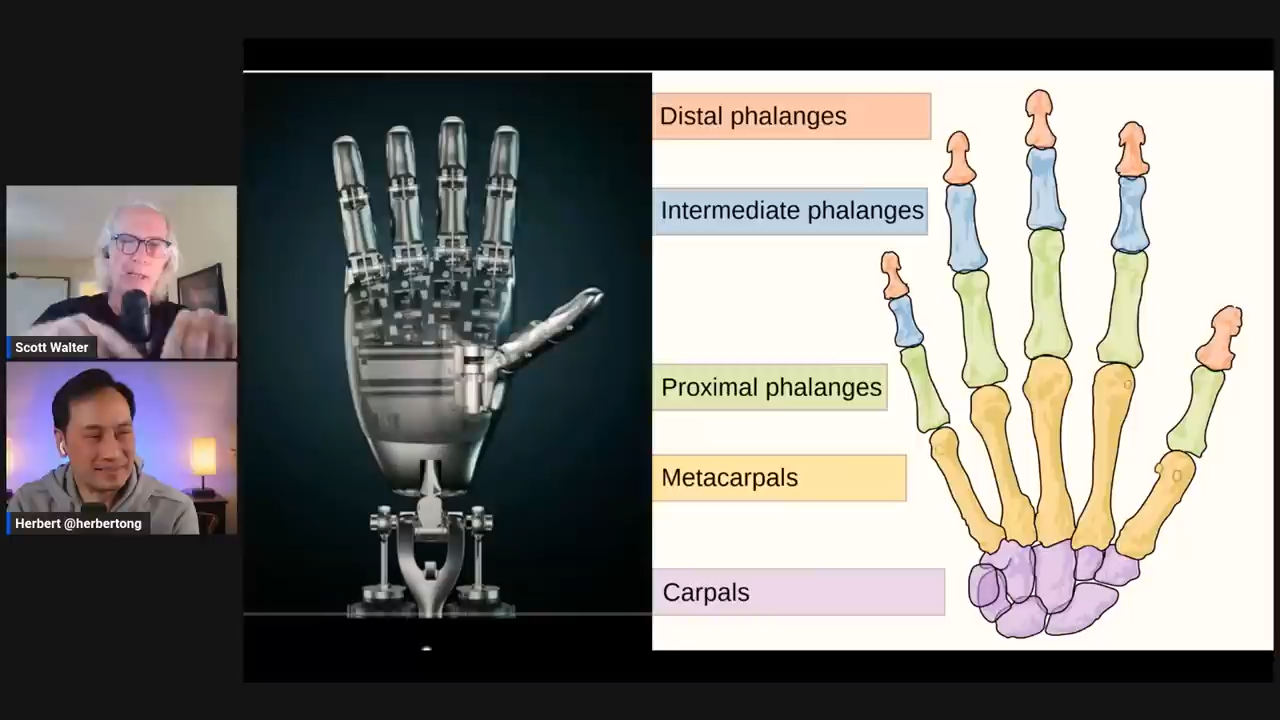 Distal phalanges
Intermediate phalanges
Proximal phalanges
Metacarpals
Carpals
Scott Walter
Herbert @herbertong